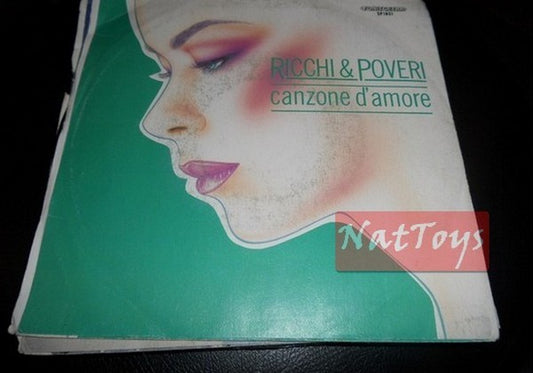 RICCHI & POVERI
canzone d'amore
NatToys